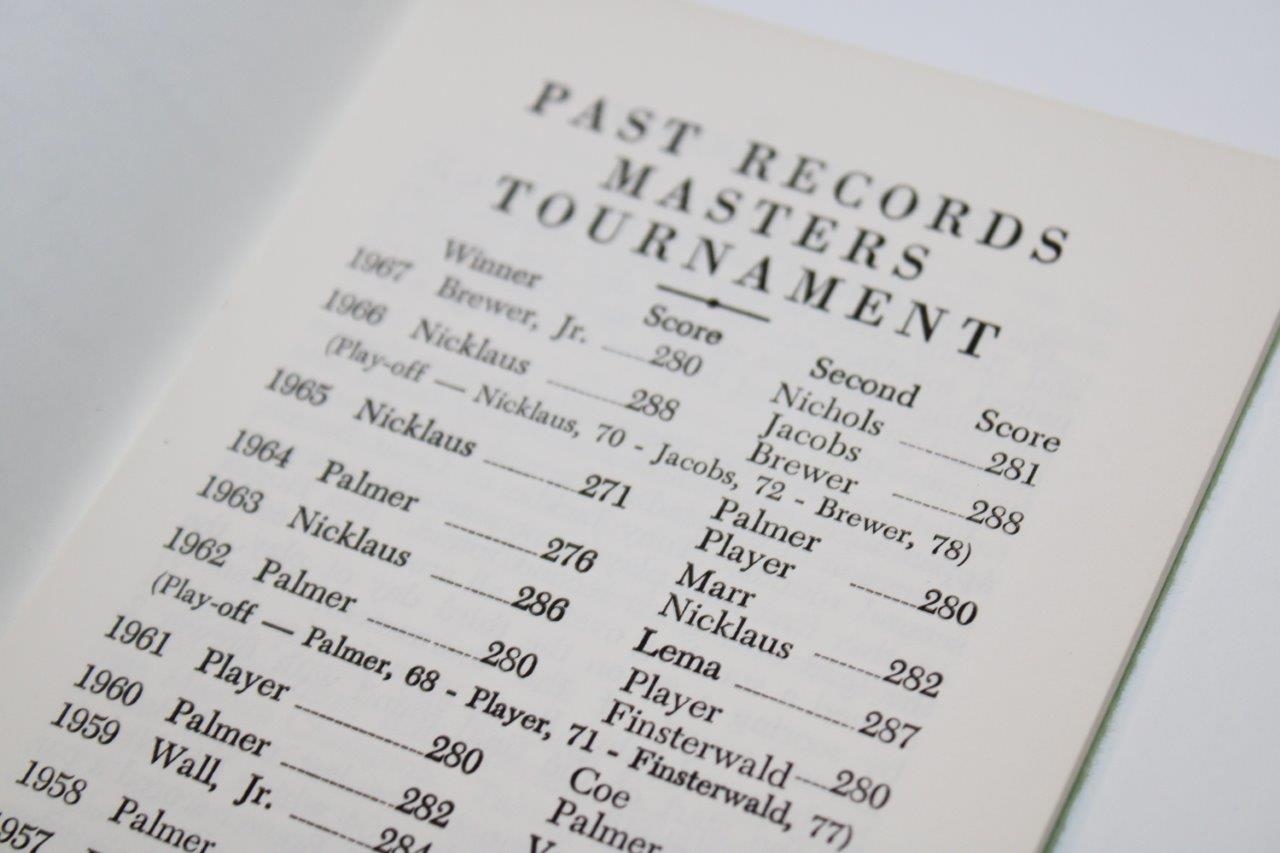 PAST RECORDS
MASTERS
TOURNAMENT
Winner Score Second Score
1967 Brewer, Jr. 280 Nichols 281
1966 Nicklaus 288 Jacobs
Brewer 288
(Play-off — Nicklaus, 70 - Jacobs, 72 - Brewer, 78)
1965 Nicklaus 271 Palmer
Player 280
1964 Palmer 276 Marr
Nicklaus 282
1963 Nicklaus 286 Lema 287
1962 Palmer 280 Player
Finsterwald 280
(Play-off — Palmer, 68 - Player, 71 - Finsterwald, 77)
1961 Player 280 Coe
Palmer
1960 Palmer 282
1959 Wall, Jr. 284
1958 Palmer
1957